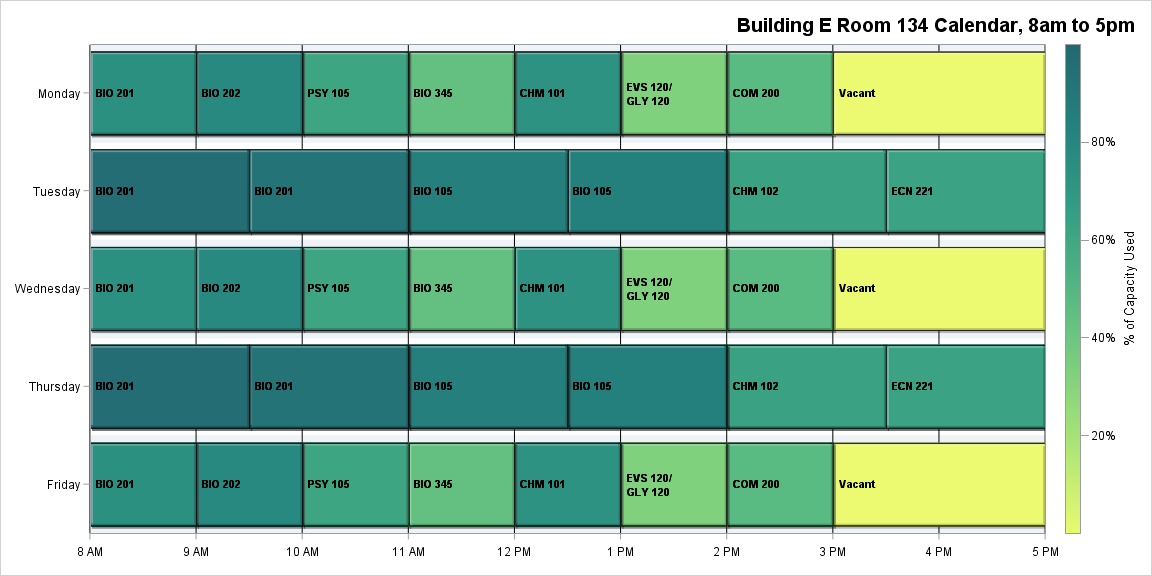 Building E Room 134 Calendar, 8am to 5pm
Monday
BIO 201
BIO 202
PSY 105
BIO 345
CHM 101
EVS 120/
GLY 120
COM 200
Vacant
Tuesday
BIO 201
BIO 201
BIO 105
BIO 105
CHM 102
ECN 221
Wednesday
BIO 201
BIO 202
PSY 105
BIO 345
CHM 101
EVS 120/
GLY 120
COM 200
Vacant
Thursday
BIO 201
BIO 201
BIO 105
BIO 105
CHM 102
ECN 221
Friday
BIO 201
BIO 202
PSY 105
BIO 345
CHM 101
EVS 120/
GLY 120
COM 200
Vacant
8 AM
9 AM
10 AM
11 AM
12 PM
1 PM
2 PM
3 PM
4 PM
5 PM
80%
60%
40%
20%
% of Capacity Used